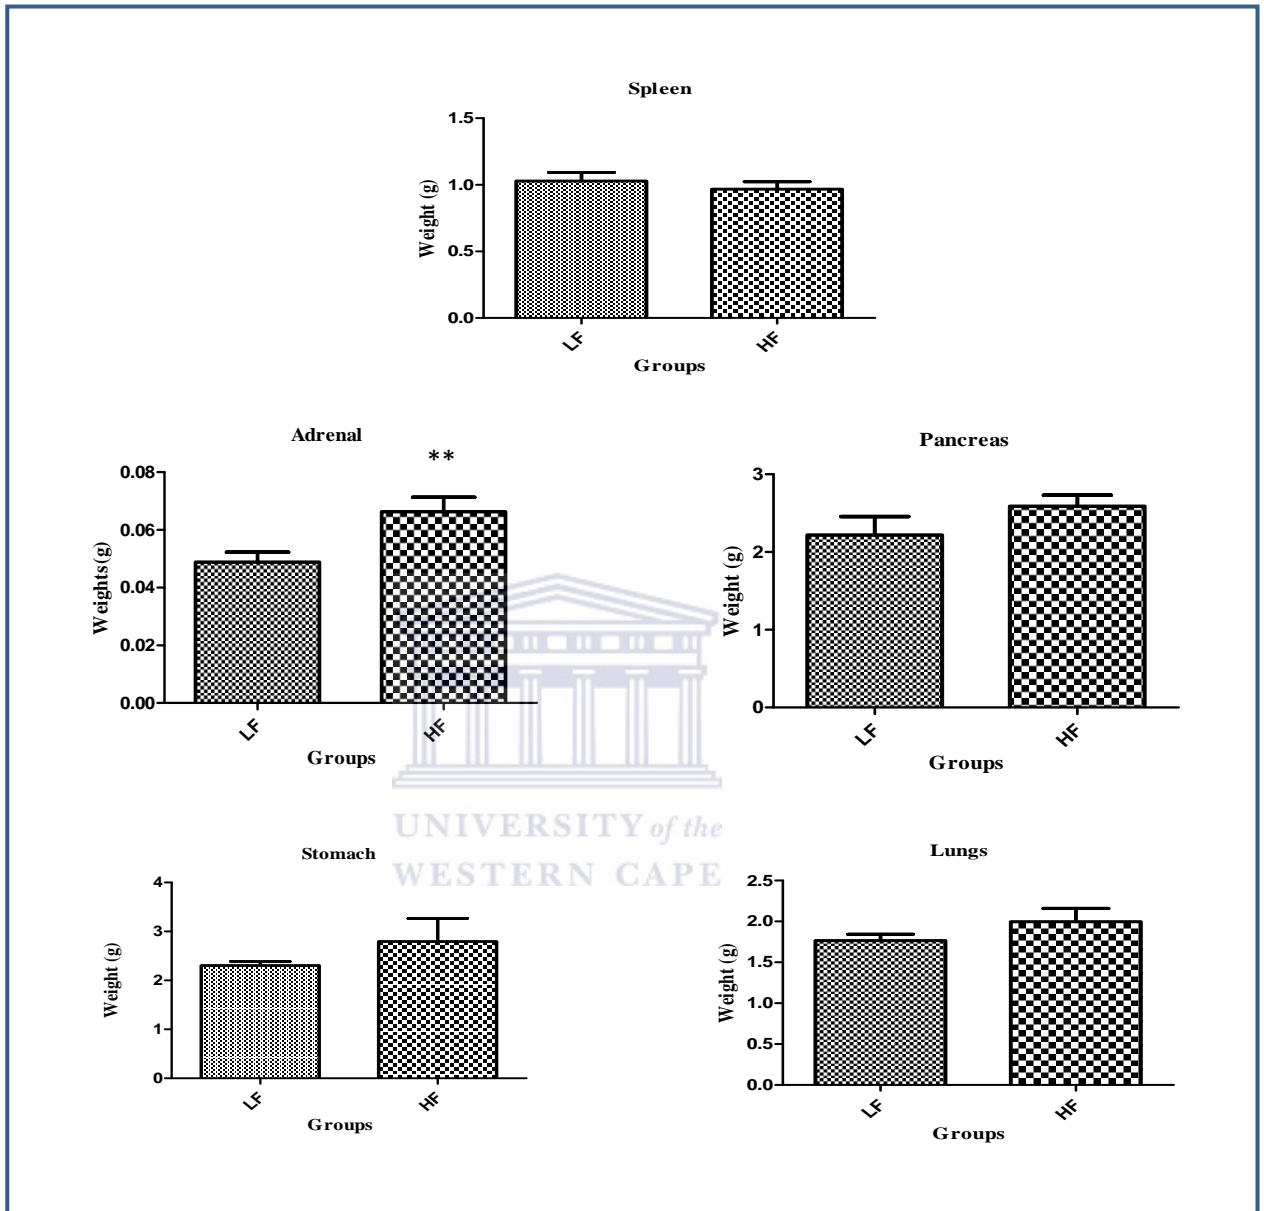 Spleen
1.5
1.0
0.5
0.0
Weight (g)
LF
HF
Groups
Adrenal
**
0.08
0.06
0.04
0.02
0.00
Weights(g)
LF
HF
Groups
Pancreas
3
2
1
0
Weight (g)
LF
HF
Groups
UNIVERSITY of the
WESTERN CAPE
Stomach
4
3
2
1
0
Weight (g)
LF
HF
Groups
Lungs
2.5
2.0
1.5
1.0
0.5
0.0
Weight (g)
LF
HF
Groups